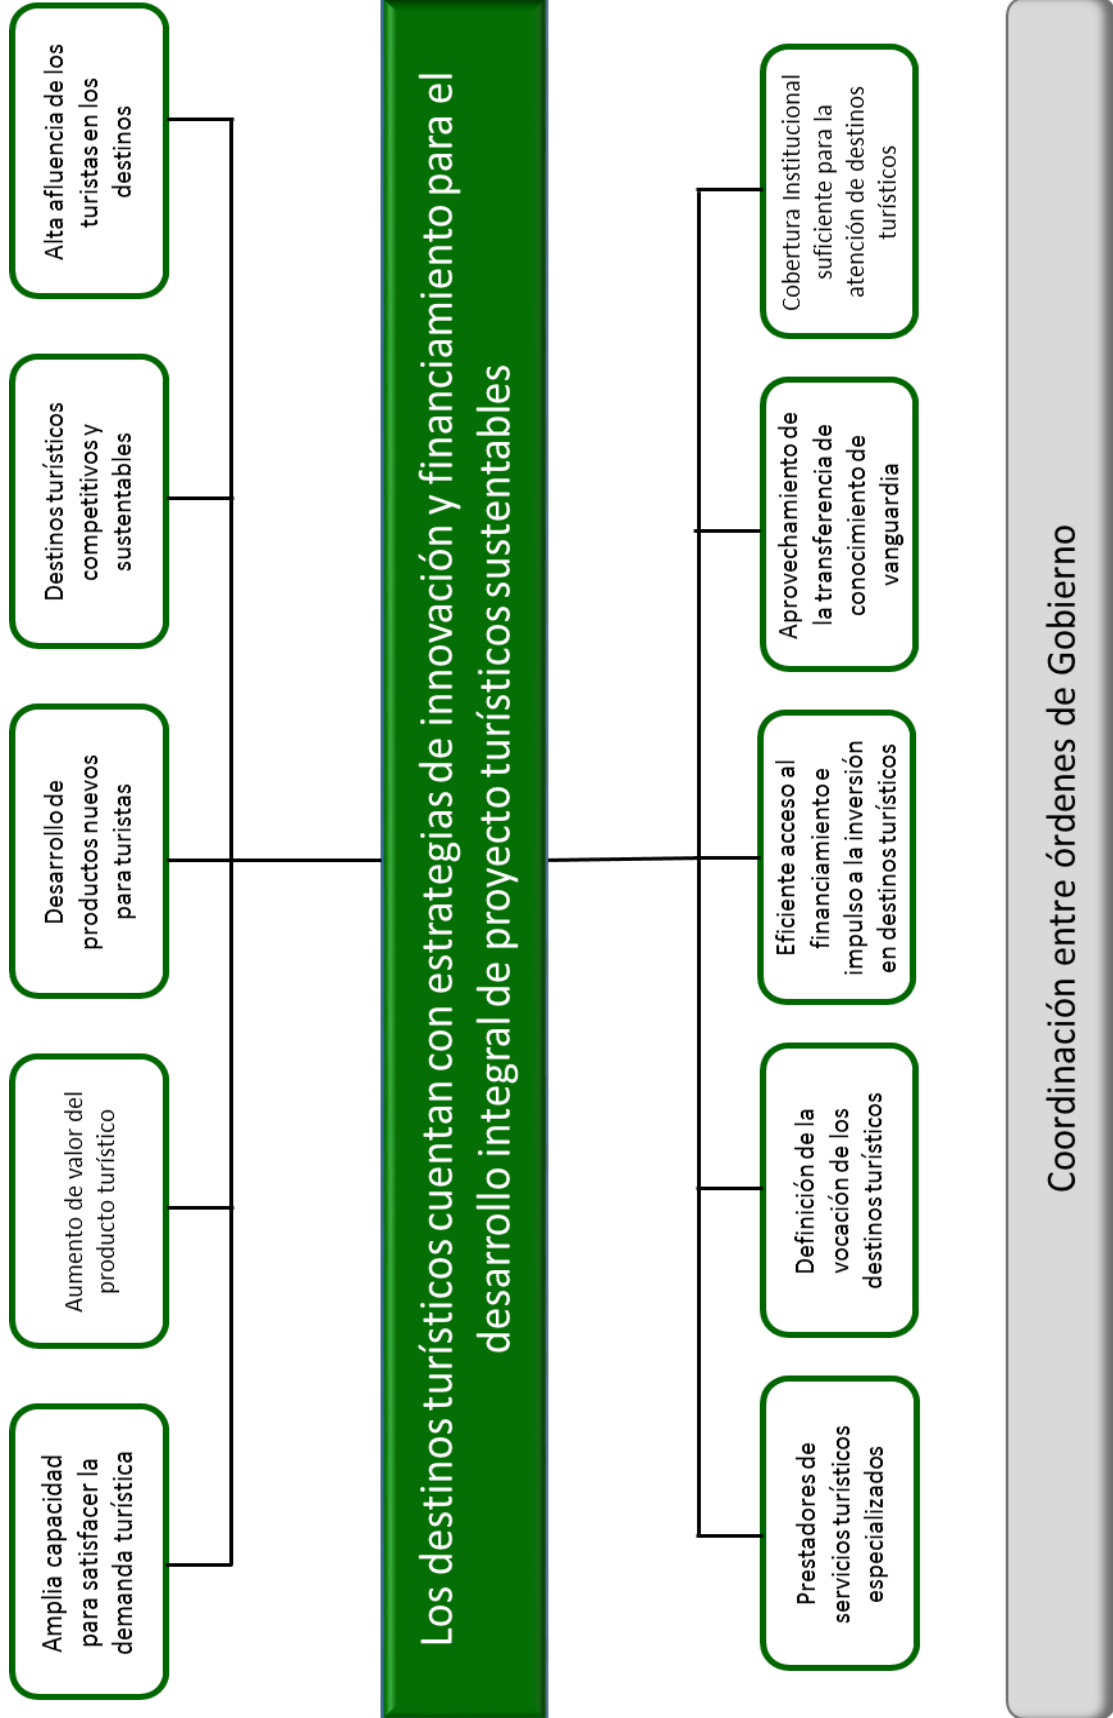 Amplia capacidad
para satisfacer la
demanda turística
Aumento de valor del
producto turístico
Desarrollo de
productos nuevos
para turistas
Destinos turísticos
competitivos y
sustentables
Alta afluencia de los
turistas en los
destinos
Los destinos turísticos cuentan con estrategias de innovación y financiamiento para el
desarrollo integral de proyecto turísticos sustentables
Prestadores de
servicios turísticos
especializados
Definición de la
vocación de los
destinos turísticos
Eficiente acceso al
financiamiento e
impulso a la inversión
en destinos turísticos
Aprovechamiento de
la transferencia de
conocimiento de
vanguardia
Cobertura Institucional
suficiente para la
atención de destinos
turísticos
Coordinación entre órdenes de Gobierno